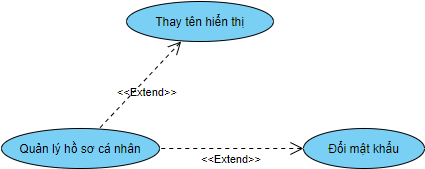 Thay tên hiển thị
<<Extend>>
Quản lý hồ sơ cá nhân
<<Extend>>
Đổi mật khẩu